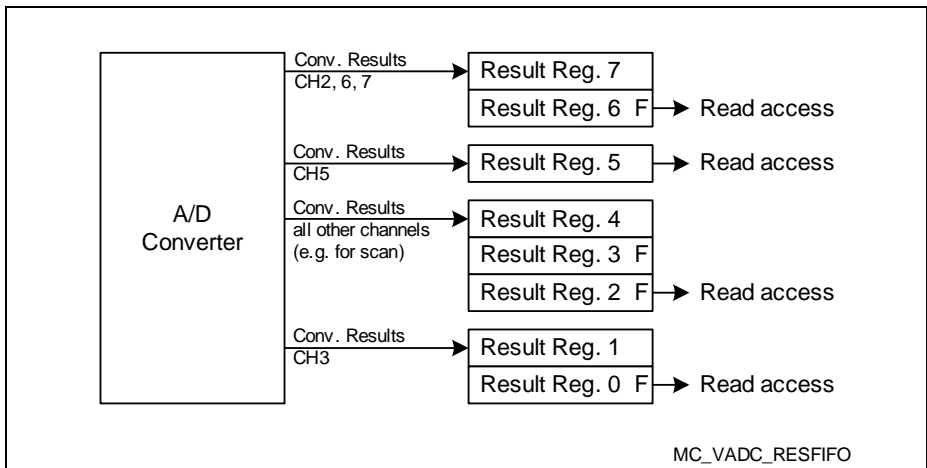 A/D
Converter
Conv. Results
CH2, 6, 7
Result Reg. 7
Result Reg. 6 F
Read access
Conv. Results
CH5
Result Reg. 5
Read access
Conv. Results
all other channels
(e.g. for scan)
Result Reg. 4
Result Reg. 3 F
Result Reg. 2 F
Read access
Conv. Results
CH3
Result Reg. 1
Result Reg. 0 F
Read access
MC_VADC_RESFIFO